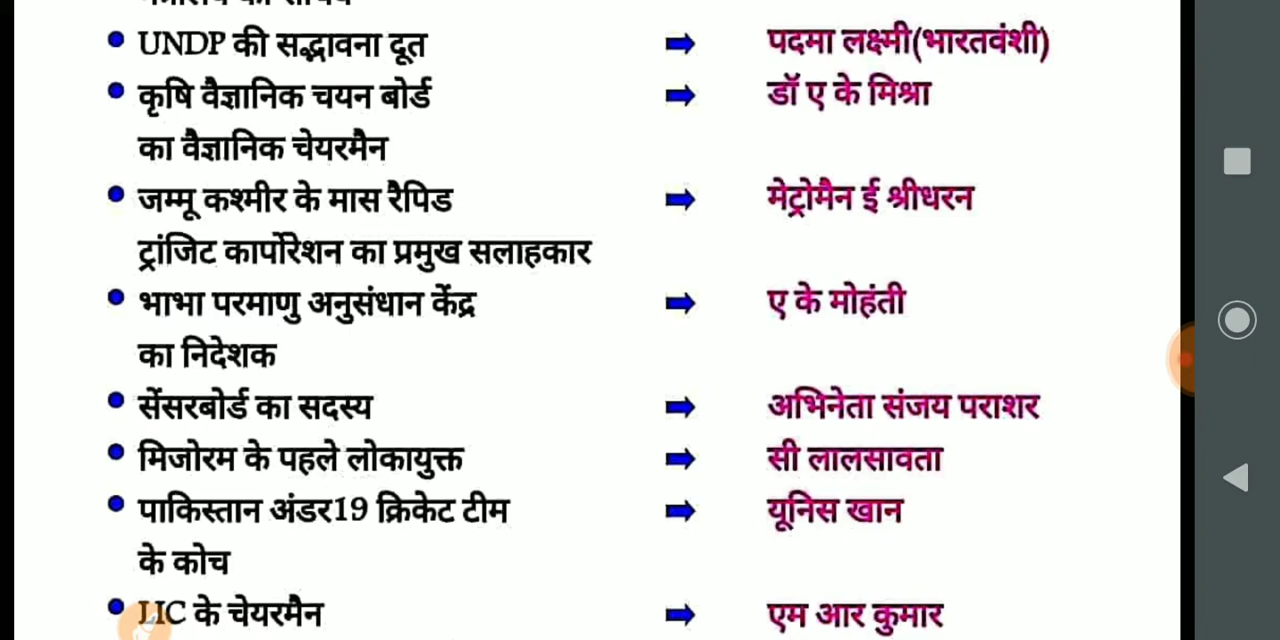 UNDP की सद्भावना दूत ➡ पदमा लक्ष्मी(भारतवंशी)
कृषि वैज्ञानिक चयन बोर्ड ➡ डॉ ए के मिश्रा
का वैज्ञानिक चेयरमैन
जम्मू कश्मीर के मास रैपिड ➡ मेट्रोमैन ई श्रीधरन
ट्रांजिट कार्पोरेशन का प्रमुख सलाहकार
भाभा परमाणु अनुसंधान केंद्र ➡ ए के मोहंती
का निदेशक
सेंसरबोर्ड का सदस्य ➡ अभिनेता संजय पराशर
मिजोरम के पहले लोकायुक्त ➡ सी लालसावता
पाकिस्तान अंडर19 क्रिकेट टीम ➡ यूनिस खान
के कोच
LIC के चेयरमैन ➡ एम आर कुमार